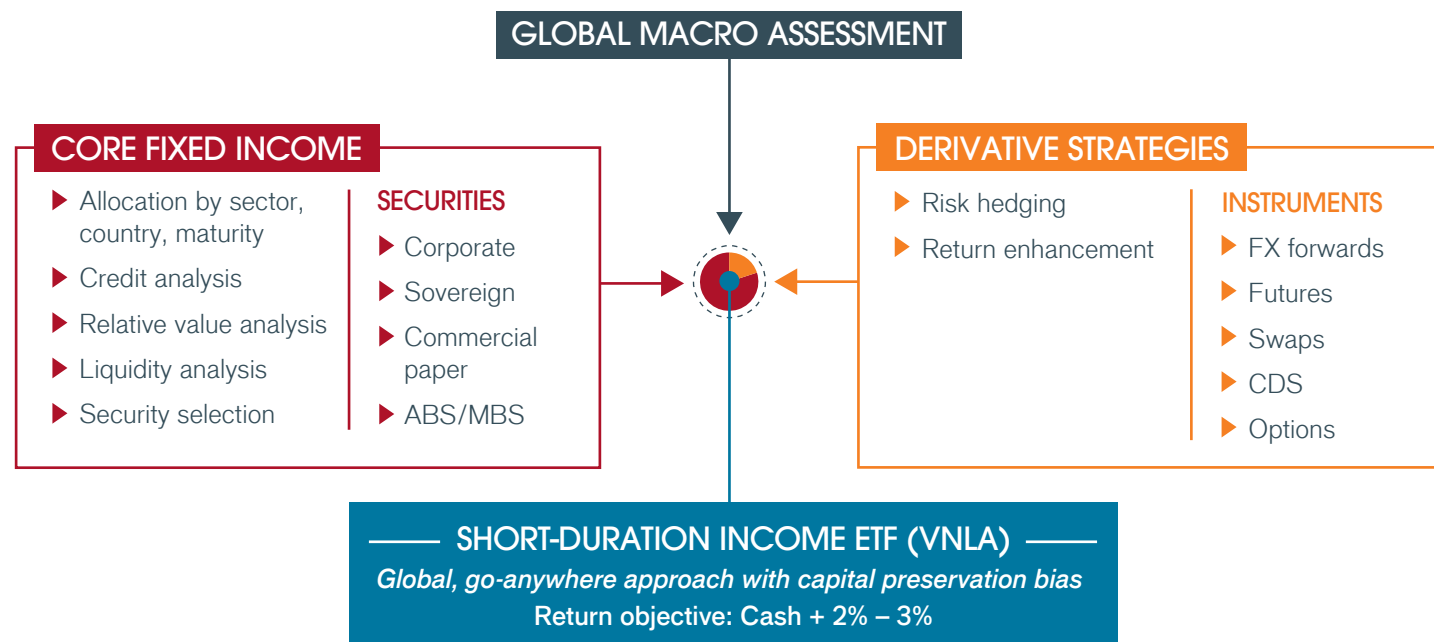 GLOBAL MACRO ASSESSMENT
CORE FIXED INCOME
Allocation by sector,
country, maturity
Credit analysis
Relative value analysis
Liquidity analysis
Security selection
SECURITIES
Corporate
Sovereign
Commercial
paper
ABS/MBS
DERIVATIVE STRATEGIES
Risk hedging
Return enhancement
INSTRUMENTS
FX forwards
Futures
Swaps
CDS
Options
SHORT-DURATION INCOME ETF (VNLA)
Global, go-anywhere approach with capital preservation bias
Return objective: Cash + 2% – 3%